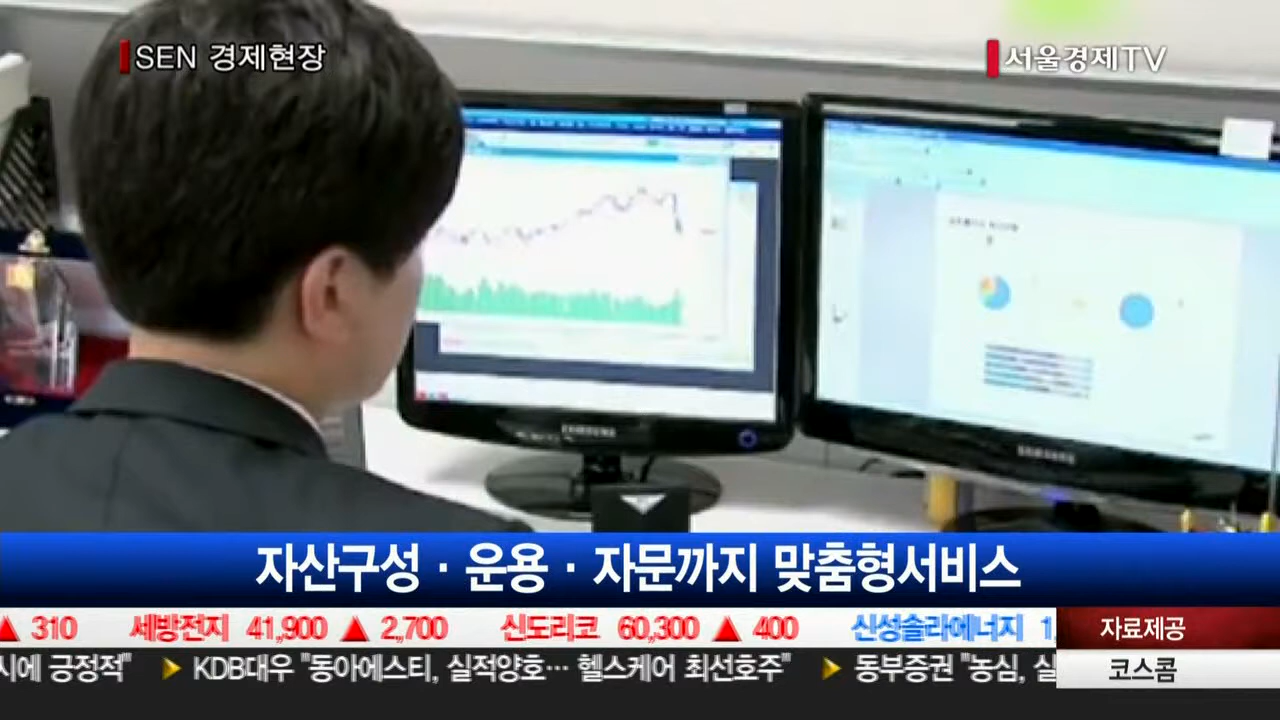 SEN 경제현장
서울경제TV
SAMSUNG
SAMSUNG
자산구성 · 운용 · 자문까지 맞춤형서비스
▲ 310 세방전지 41,900 ▲ 2,700 신도리코 60,300 ▲ 400 신성솔라에너지 1,
자료제공
시에 긍정적" ▶ KDB대우 "동아에스티, 실적양호… 헬스케어 최선호주" ▶ 동부증권 "농심, 실
코스콤